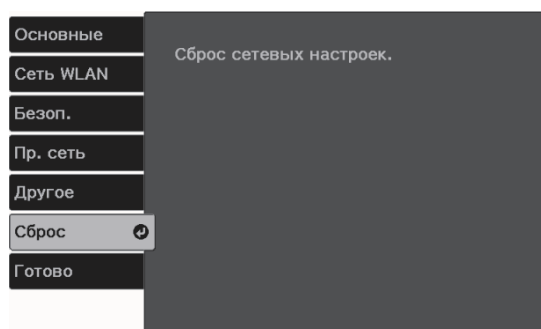 Основные
Сеть WLAN
Безоп.
Пр. сеть
Другое
Сброс
Готово
Сброс сетевых настроек.